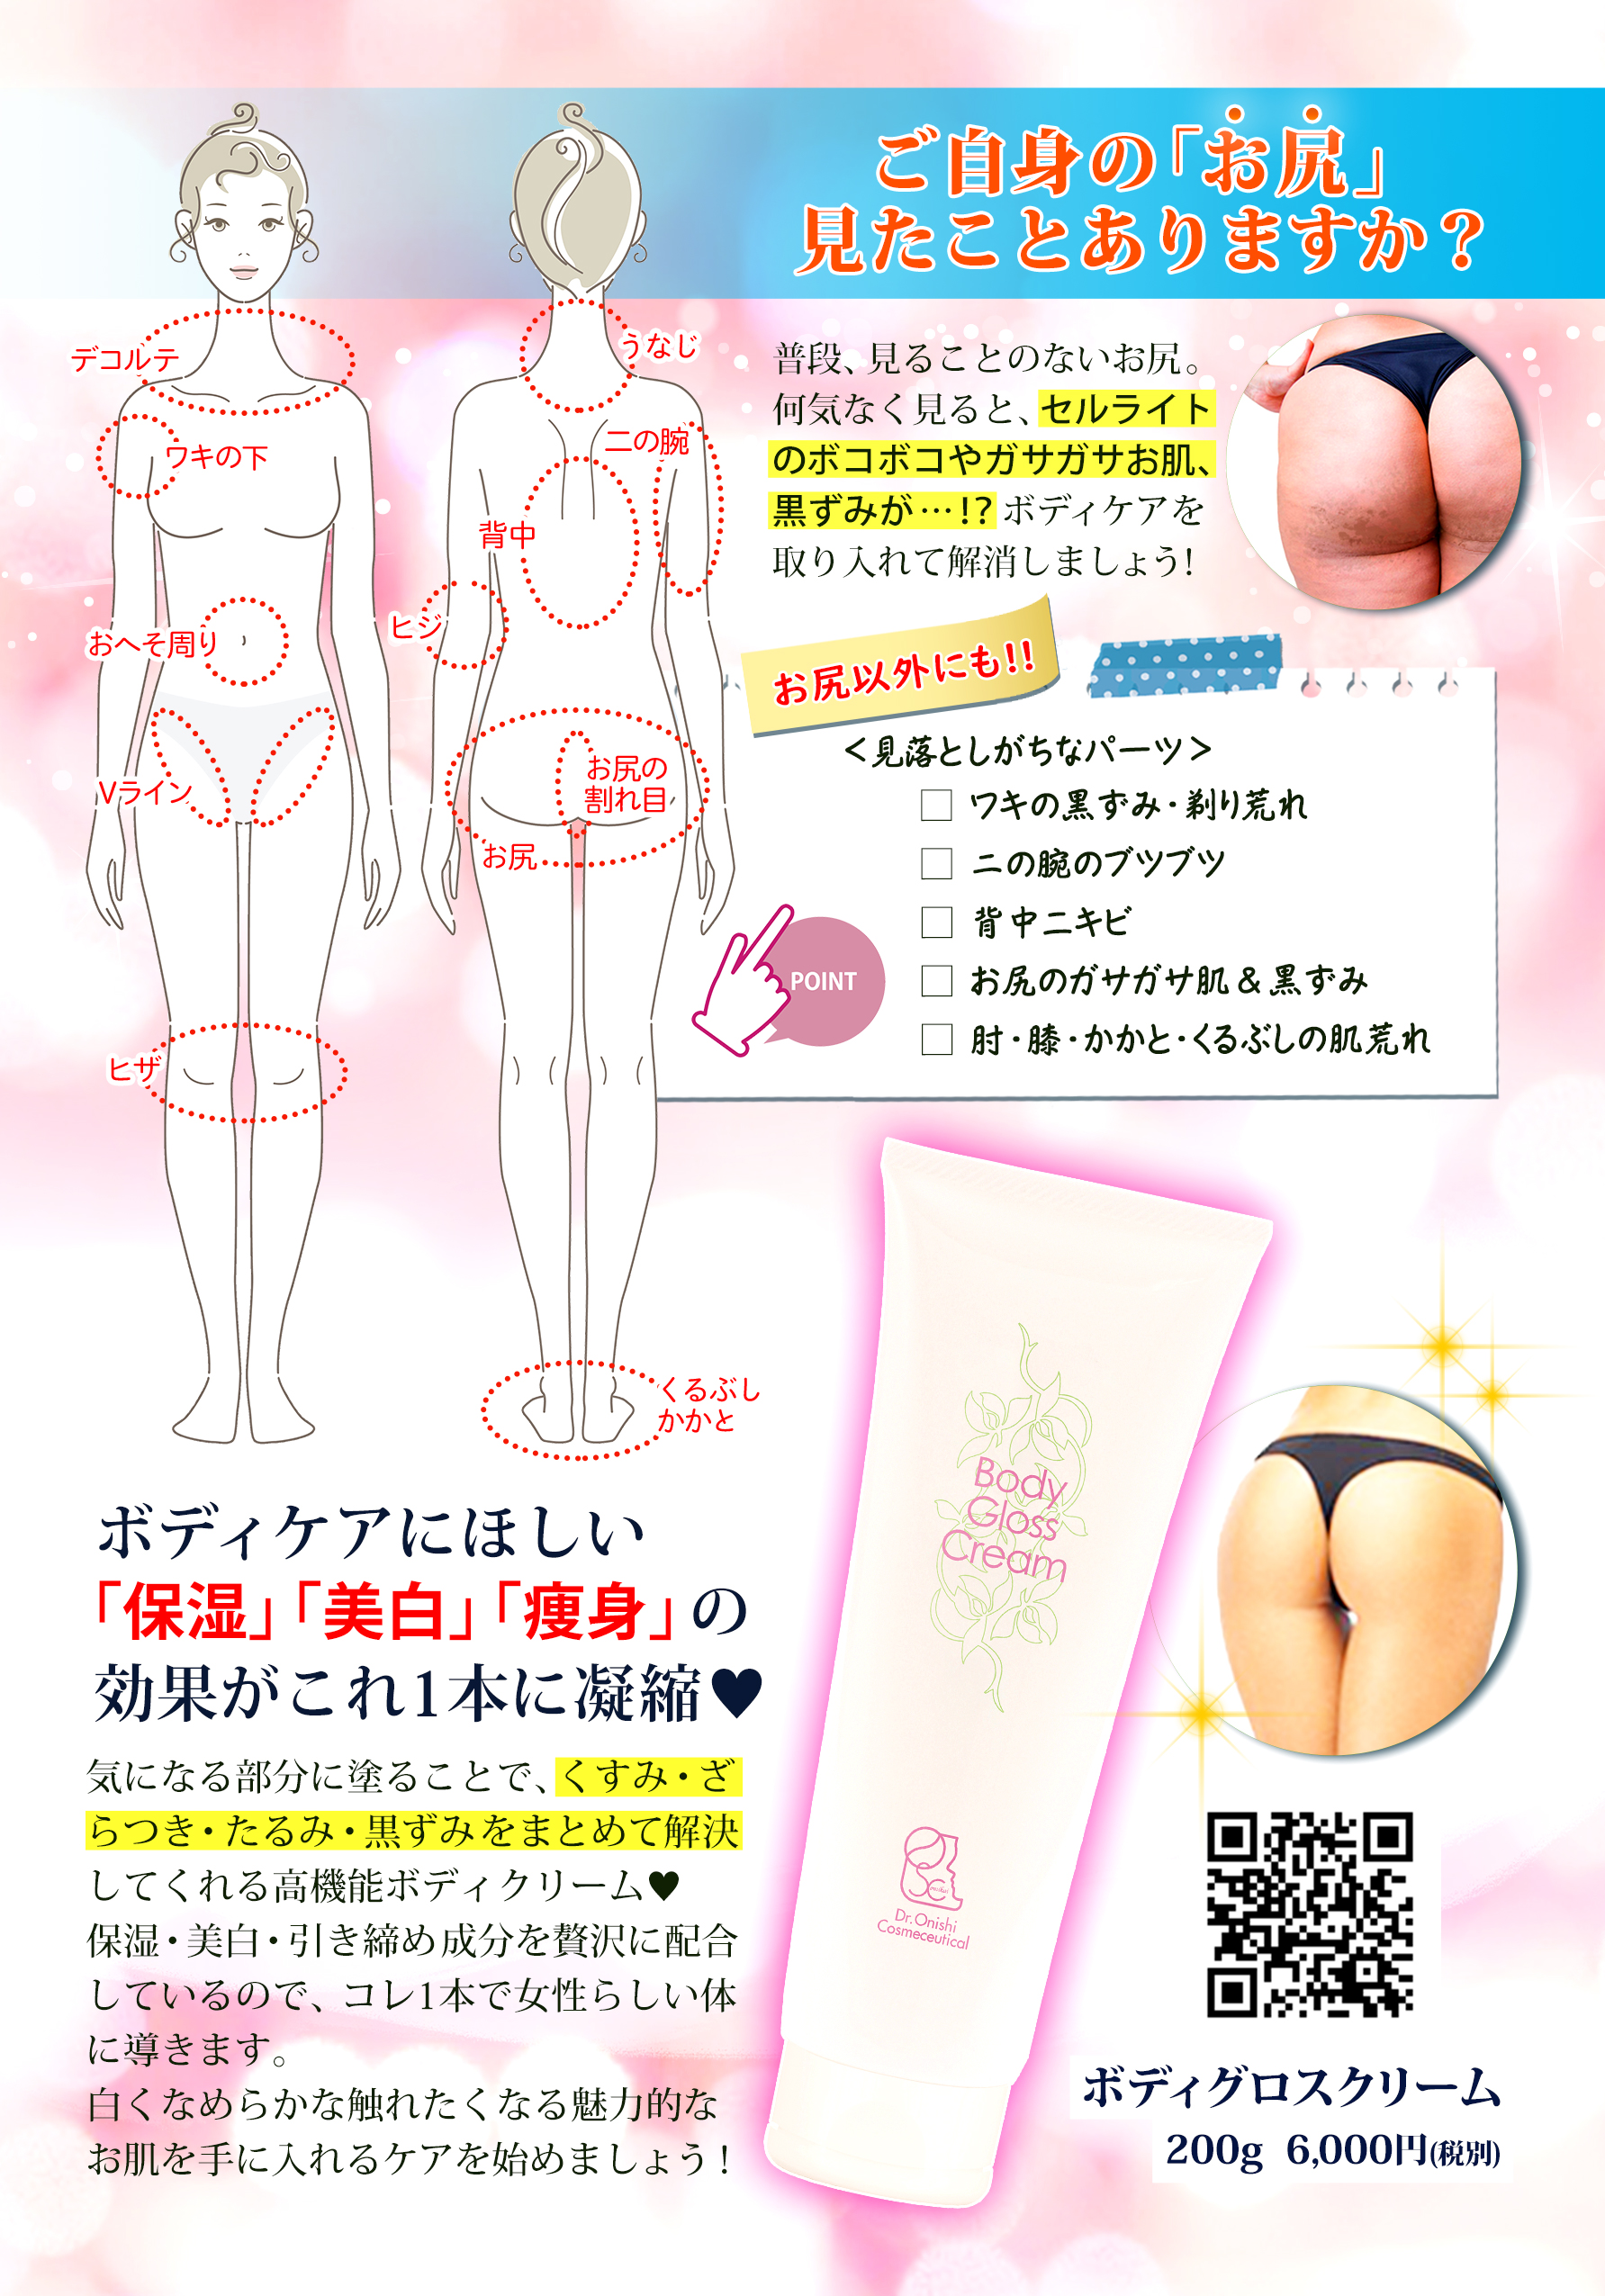 ご自身の「お尻」
見たことありますか？
デコルテ
ワキの下
おへそ周り
Vライン
ヒザ
うなじ
二の腕
背中
ヒジ
お尻の
割れ目
お尻
くるぶし
かかと
普段、見ることのないお尻。
何気なく見ると、セルライト
のボコボコやガサガサお肌、
黒ずみが…!?ボディケアを
取り入れて解消しましょう！
お尻以外にも!!
＜見落としがちなパーツ＞
□ ワキの黒ずみ・剃り荒れ
□ 二の腕のブツブツ
□ 背中ニキビ
□ お尻のガサガサ肌＆黒ずみ
□ 肘・膝・かかと・くるぶしの肌荒れ
POINT
Body
Gloss
Cream
Dr. Onishi
Cosmeceutical
ボディケアにほしい
「保湿」「美白」「痩身」の
効果がこれ1本に凝縮♥
気になる部分に塗ることで、くすみ・ざ
らつき・たるみ・黒ずみをまとめて解決
してくれる高機能ボディクリーム♥
保湿・美白・引き締め成分を贅沢に配合
しているので、コレ1本で女性らしい体
に導きます。
白くなめらかな触れたくなる魅力的な
お肌を手に入れるケアを始めましょう！
ボディグロスクリーム
200g 6,000円(税別)